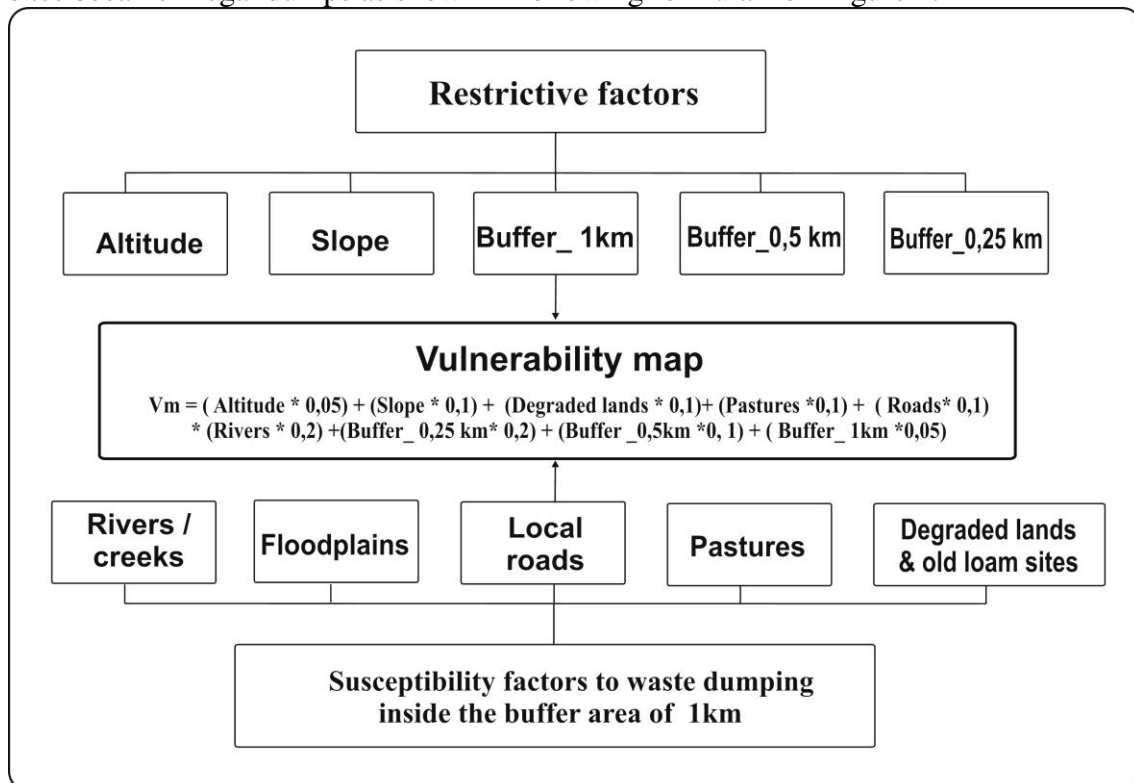 Restrictive factors
Altitude
Slope
Buffer_ 1km
Buffer_0,5 km
Buffer_0,25 km
Vulnerability map
Vm = ( Altitude * 0,05) + (Slope * 0,1) + (Degraded lands * 0,1)+ (Pastures *0,1) + ( Roads* 0,1)
* (Rivers * 0,2) +(Buffer_ 0,25 km* 0,2) + (Buffer _0,5km *0, 1) + ( Buffer_ 1km *0,05)
Rivers /
creeks
Floodplains
Local
roads
Pastures
Degraded lands
& old loam sites
Susceptibility factors to waste dumping
inside the buffer area of 1km